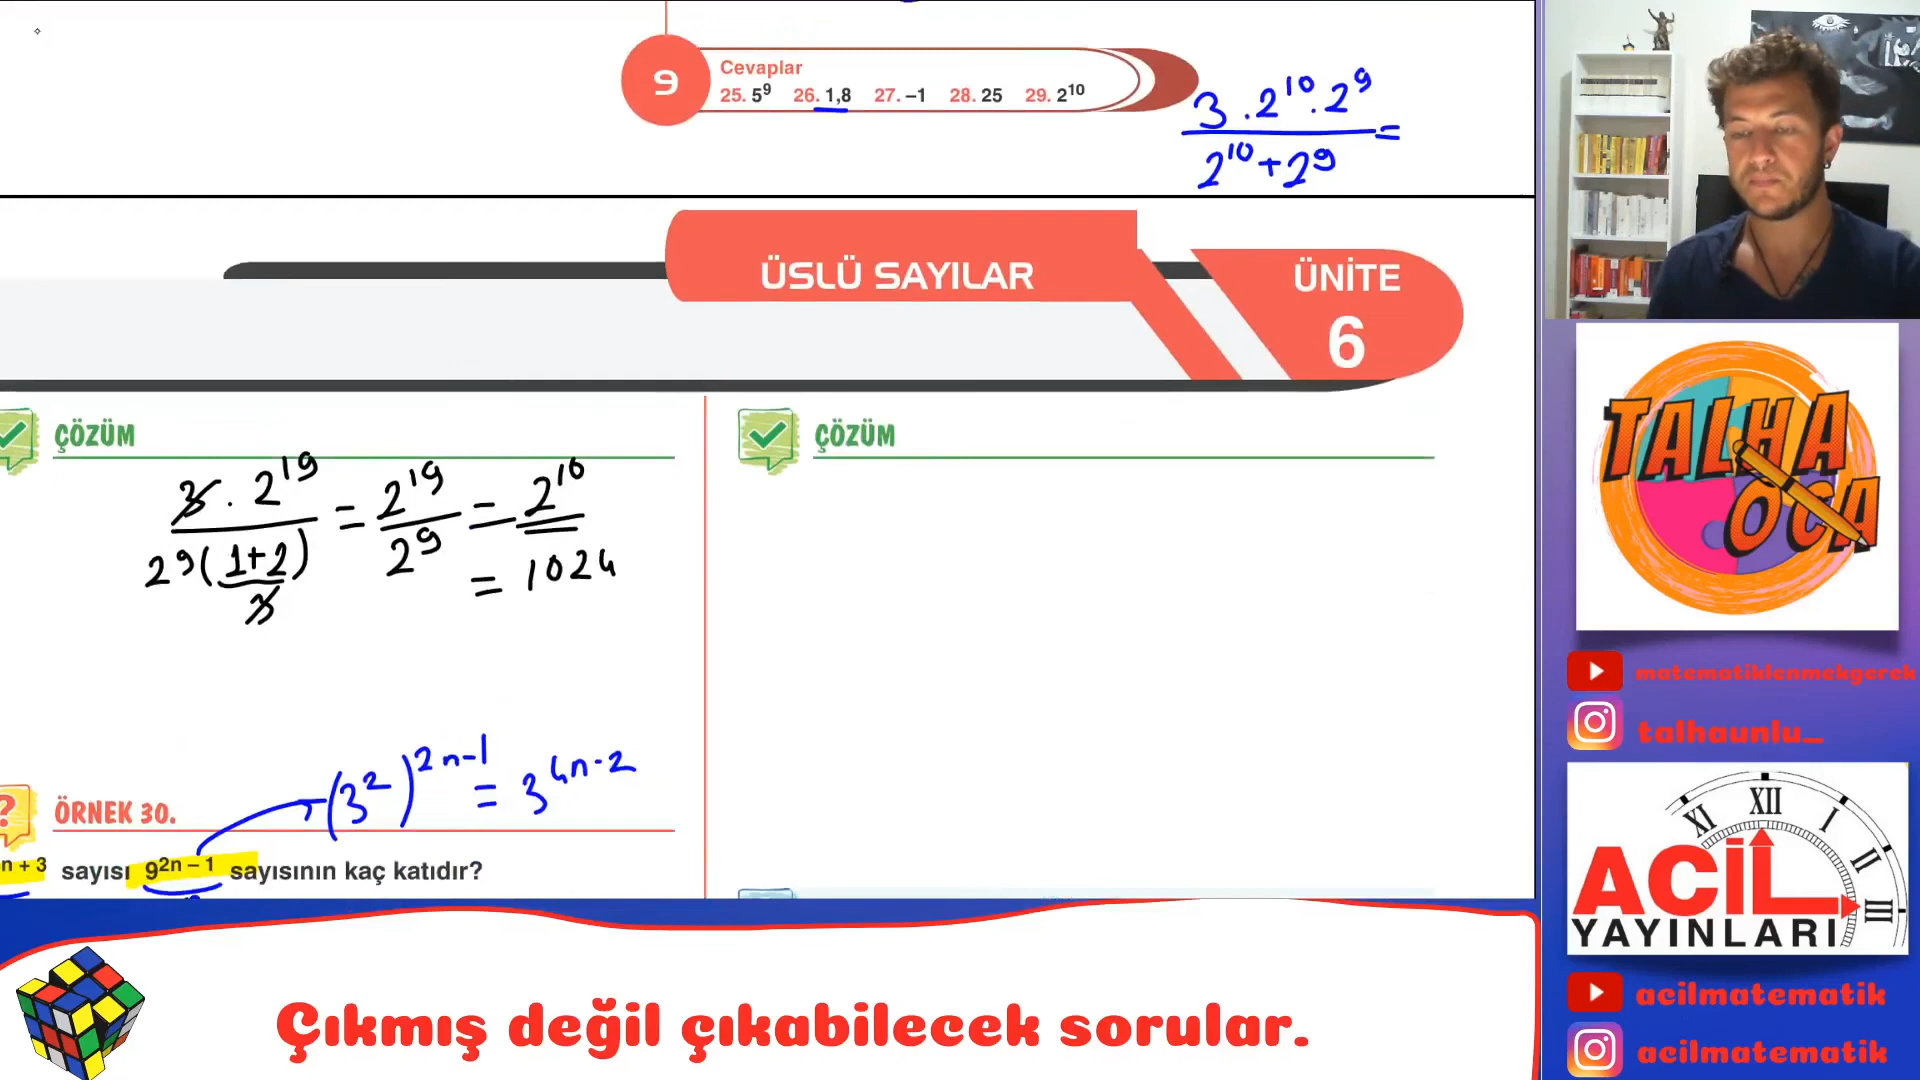 9
Cevaplar
25. 5⁹ 26. 1,8 27. –1 28. 25 29. 2¹⁰
3 . 2¹⁰ . 2⁹
2¹⁰ + 2⁹
=
ÜSLÜ SAYILAR
ÜNİTE
6
ÇÖZÜM
3 . 2¹⁹
2⁹(1+2)
3
= 2¹⁹
2⁹
= 2¹⁰
= 1024
ÇÖZÜM
(3²)²ⁿ⁻¹ = 3⁴ⁿ⁻²
?
ÖRNEK 30.
n + 3 sayısı 9²ⁿ ⁻ ¹ sayısının kaç katıdır?
Çıkmış değil çıkabilecek sorular.
TALHA
OCA
matematiklenmekgerek
talhaunlu_
XI XII I II III
ACİL
YAYINLARI
acilmatematik
acilmatematik